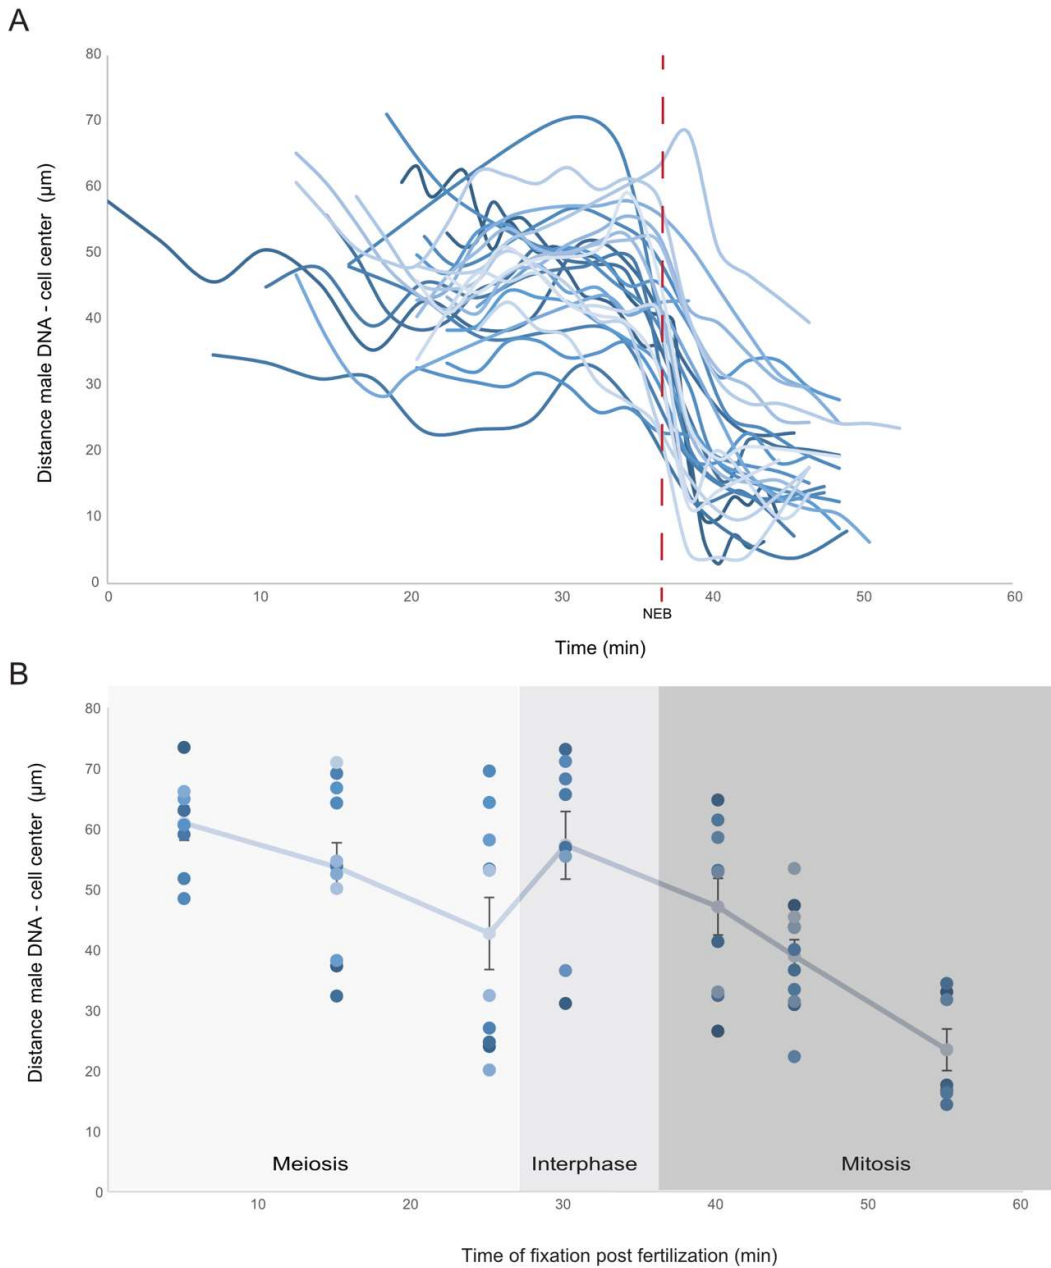 A
80
70
60
50
40
30
20
10
0
Distance male DNA - cell center (µm)
0 10 20 30 40 50 60
NEB
Time (min)
B
80
70
60
50
40
30
20
10
0
Distance male DNA - cell center (µm)
Meiosis Interphase Mitosis
10 20 30 40 50 60
Time of fixation post fertilization (min)